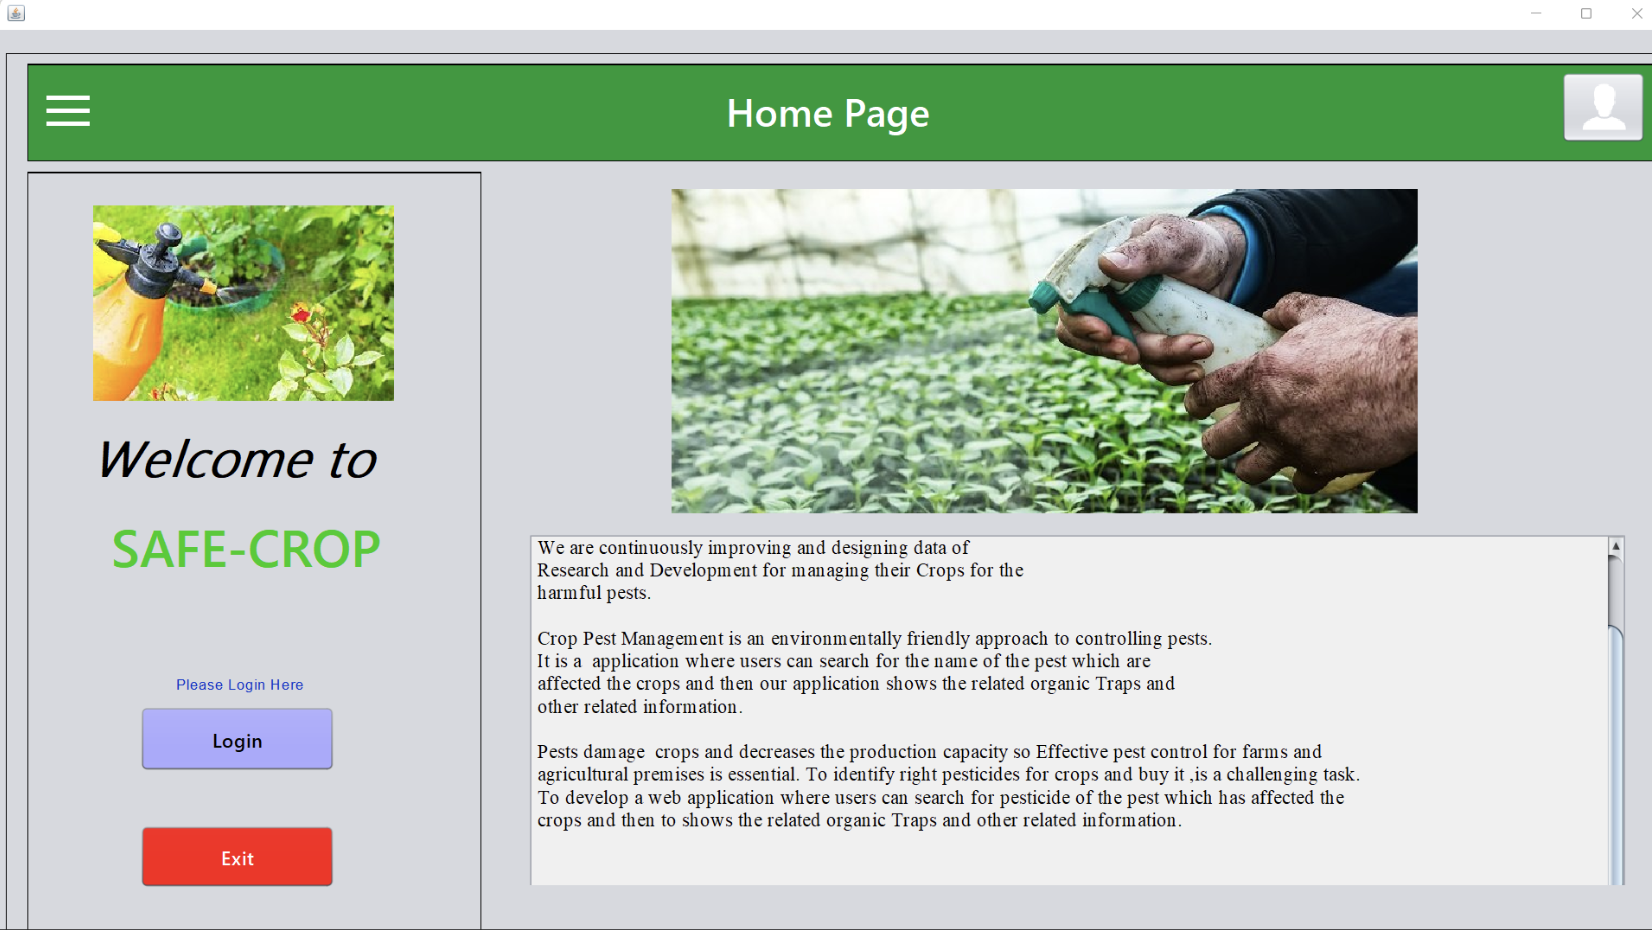 Home Page
Welcome to
SAFE-CROP
Please Login Here
Login
Exit
We are continuously improving and designing data of
Research and Development for managing their Crops for the
harmful pests.
Crop Pest Management is an environmentally friendly approach to controlling pests.
It is a  application where users can search for the name of the pest which are
affected the crops and then our application shows the related organic Traps and
other related information.
Pests damage  crops and decreases the production capacity so Effective pest control for farms and
agricultural premises is essential. To identify right pesticides for crops and buy it ,is a challenging task.
To develop a web application where users can search for pesticide of the pest which has affected the
crops and then to shows the related organic Traps and other related information.